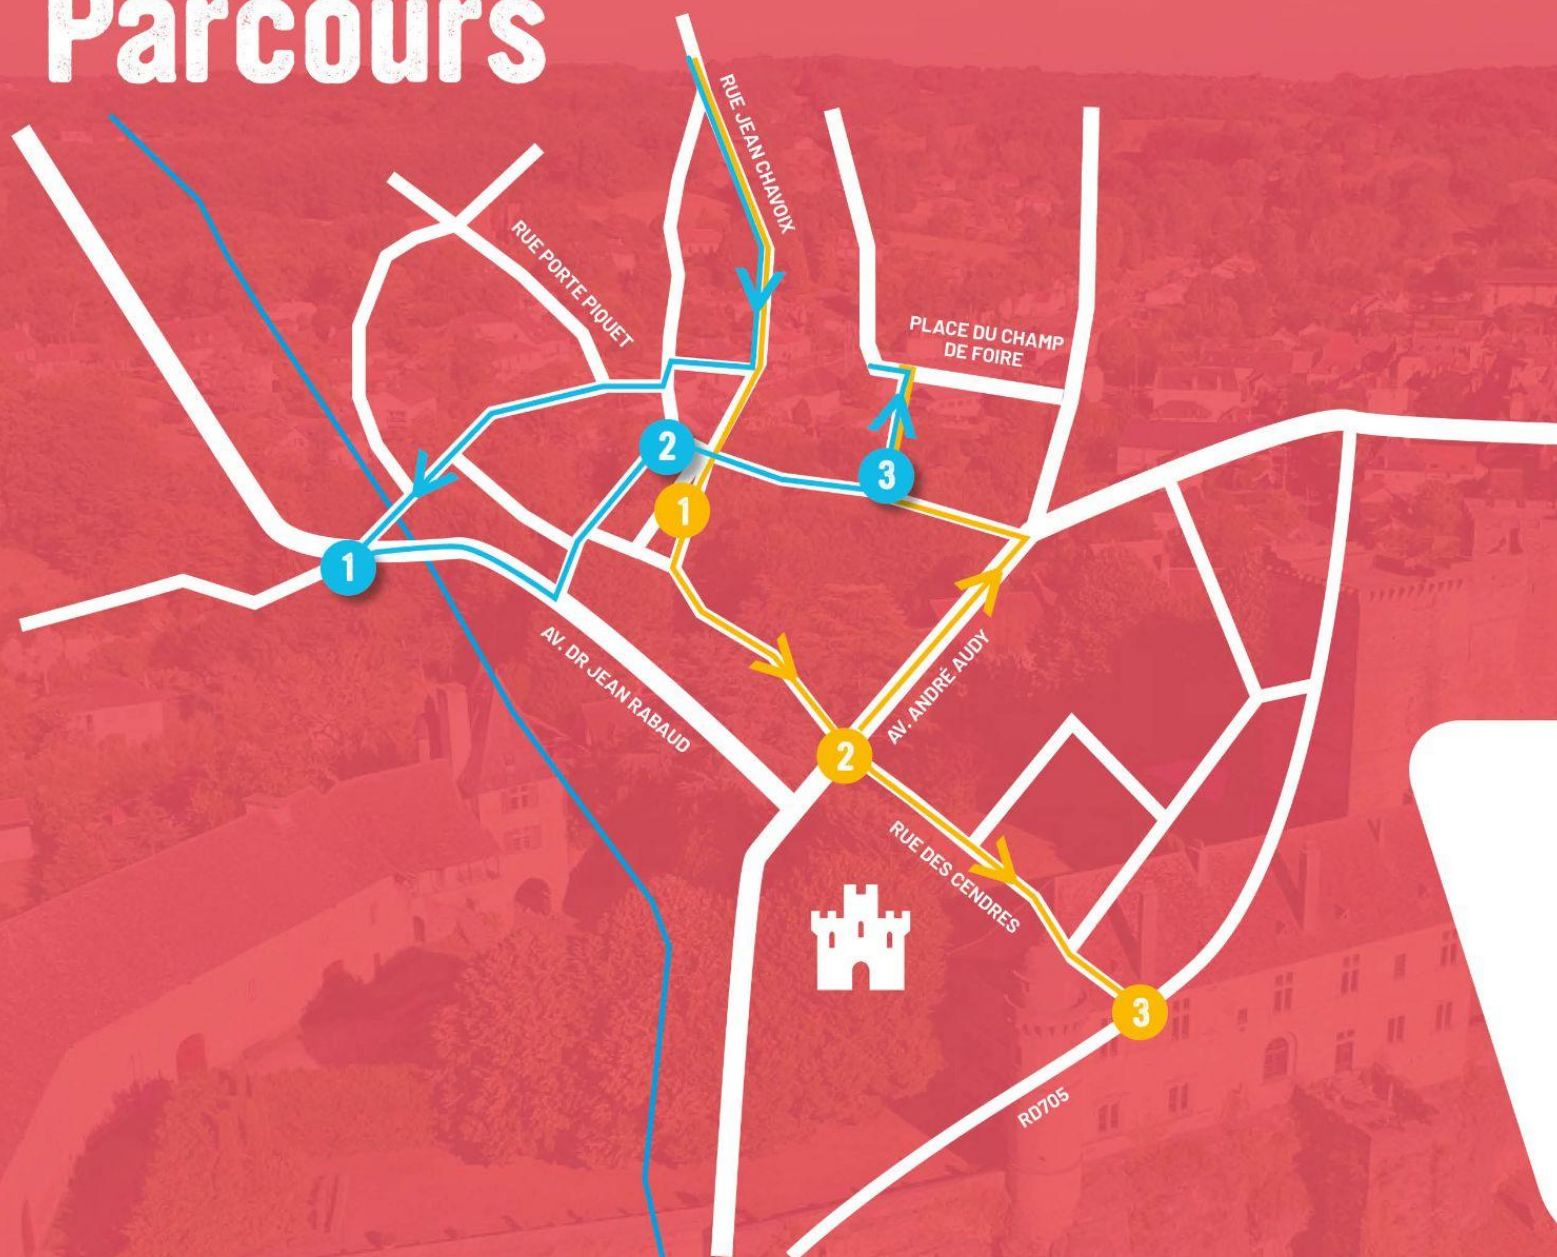 Parcours
RUE JEAN CHAVOIX
RUE PORTE PIQUET
PLACE DU CHAMP
DE FOIRE
2
3
1
1
AV. DR JEAN RABAUD
AV. ANDRÉ AUDY
2
RUE DES CENDRES
3
RD705